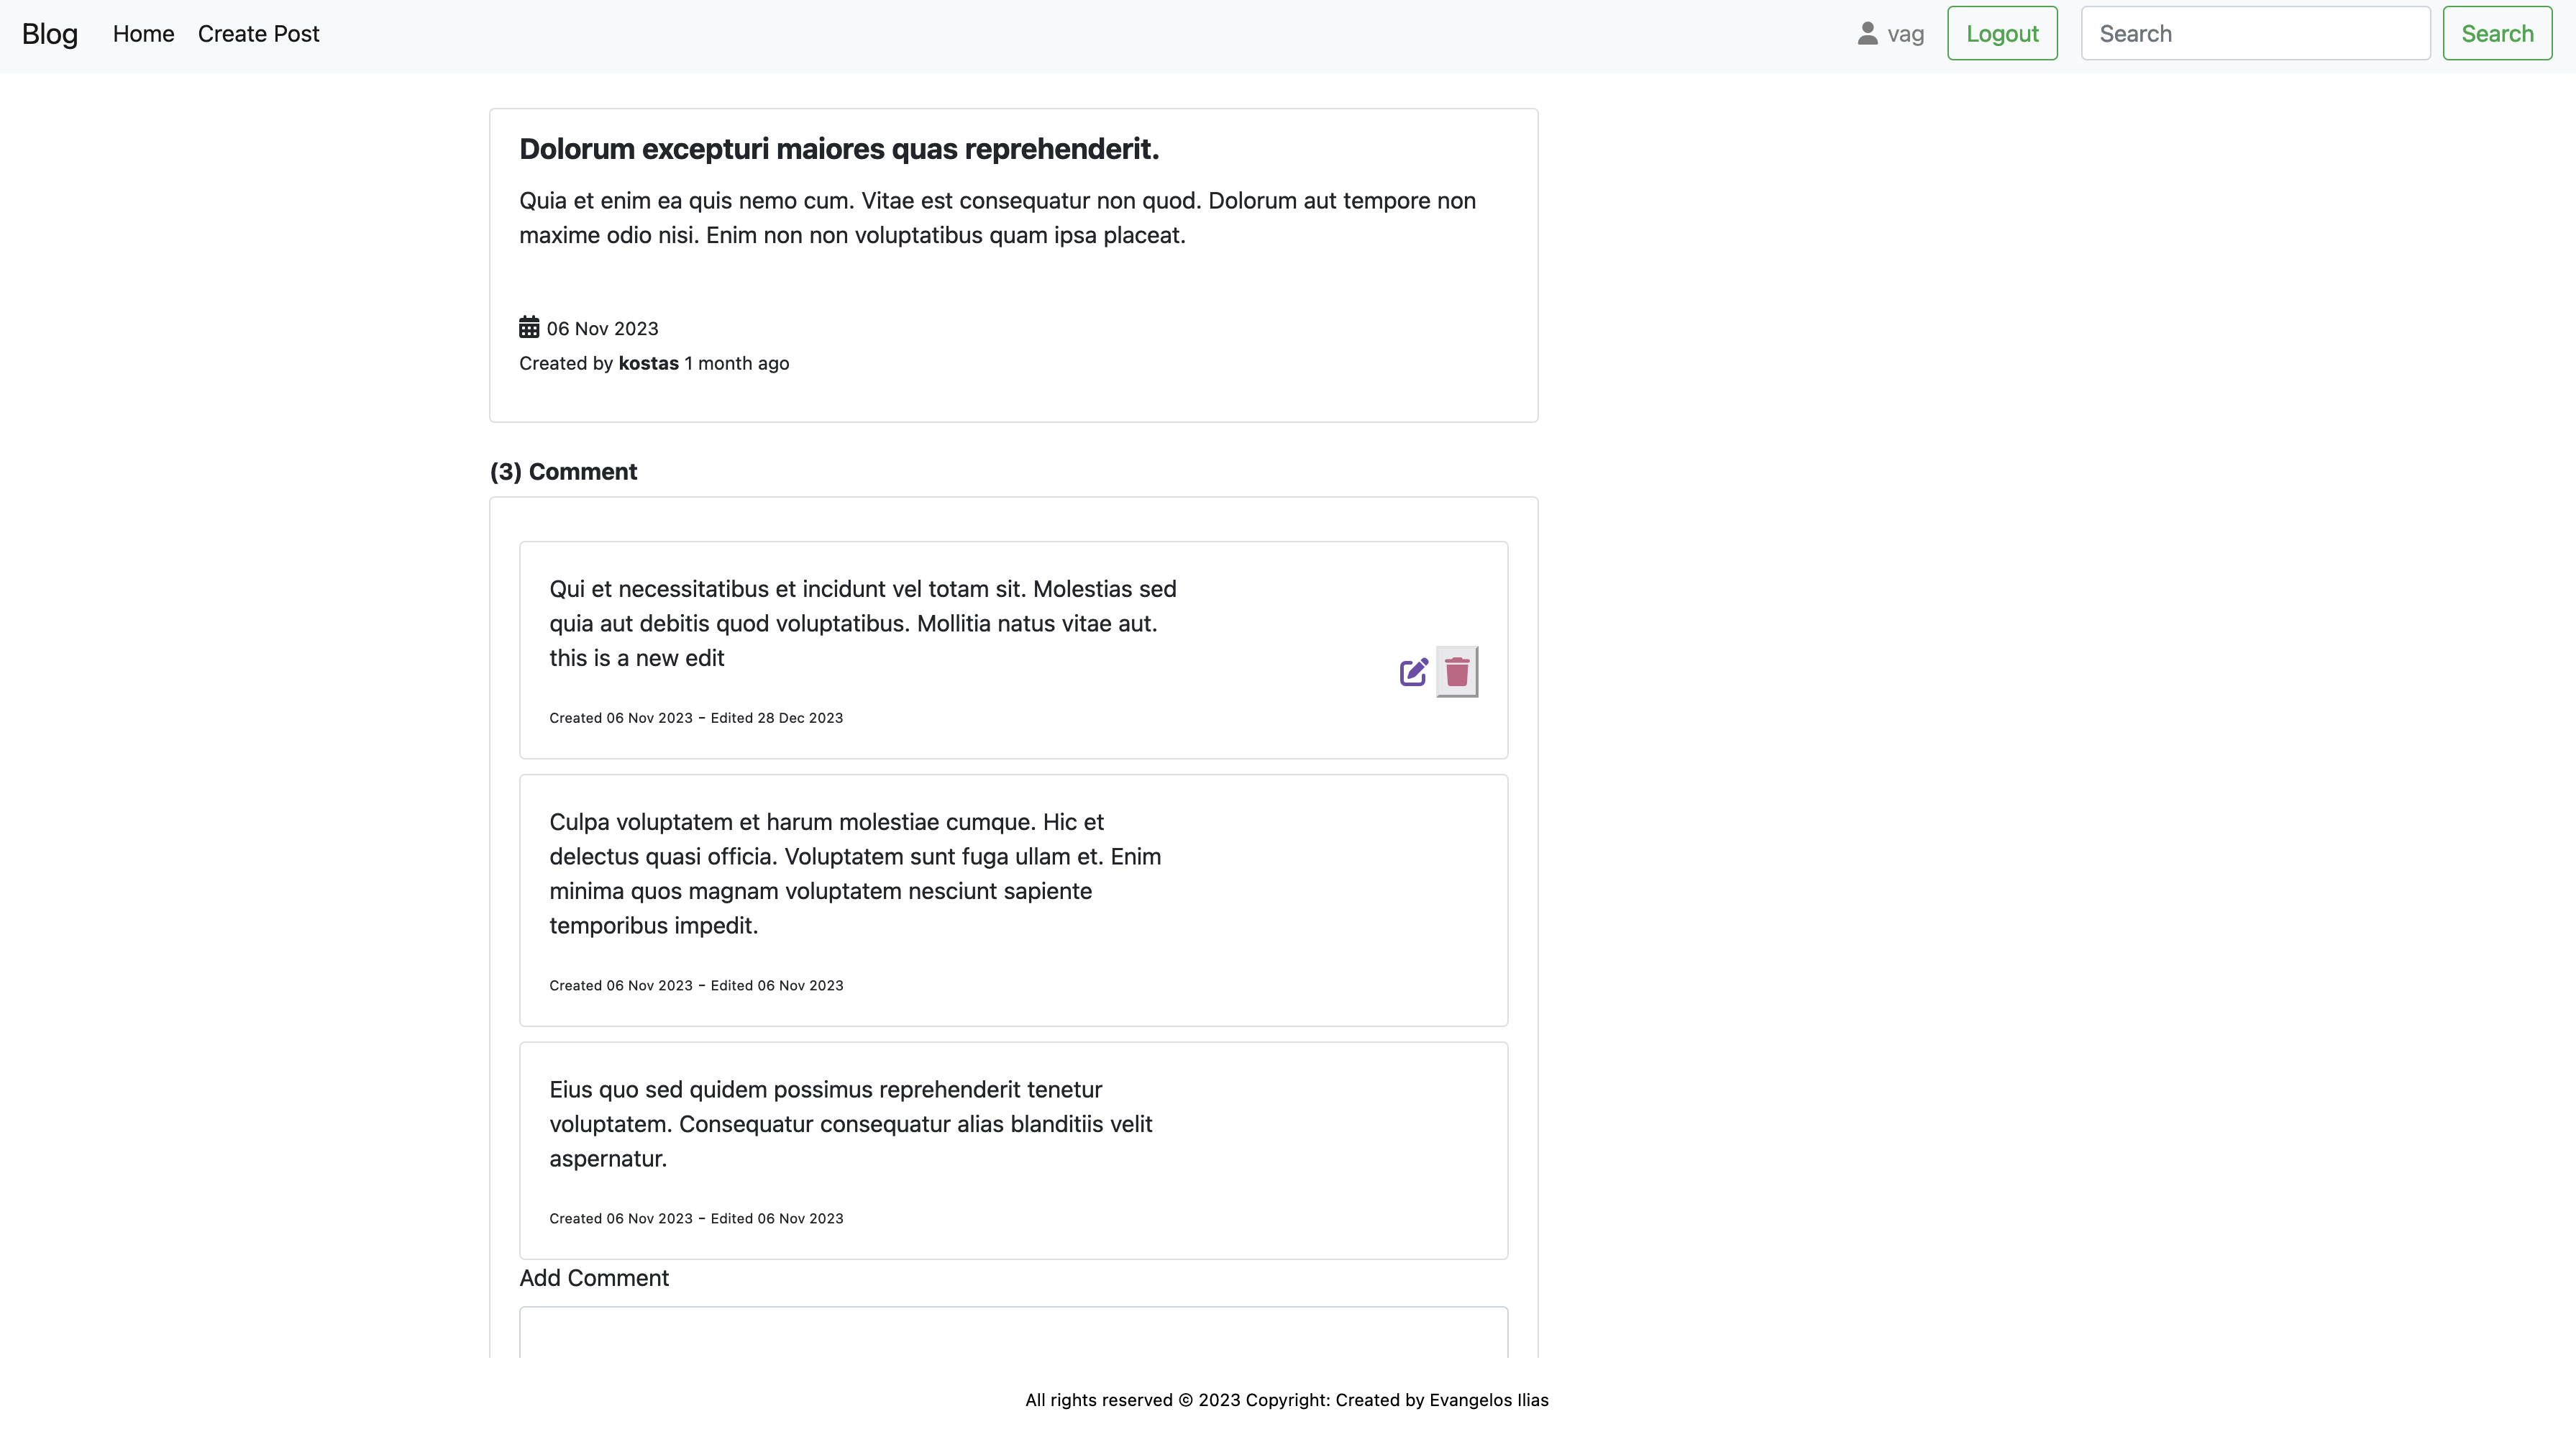 Blog Home Create Post vag Logout Search Search
Dolorum excepturi maiores quas reprehenderit.
Quia et enim ea quis nemo cum. Vitae est consequatur non quod. Dolorum aut tempore non
maxime odio nisi. Enim non non voluptatibus quam ipsa placeat.
06 Nov 2023
Created by kostas 1 month ago
(3) Comment
Qui et necessitatibus et incidunt vel totam sit. Molestias sed
quia aut debitis quod voluptatibus. Mollitia natus vitae aut.
this is a new edit
Created 06 Nov 2023 - Edited 28 Dec 2023
Culpa voluptatem et harum molestiae cumque. Hic et
delectus quasi officia. Voluptatem sunt fuga ullam et. Enim
minima quos magnam voluptatem nesciunt sapiente
temporibus impedit.
Created 06 Nov 2023 - Edited 06 Nov 2023
Eius quo sed quidem possimus reprehenderit tenetur
voluptatem. Consequatur consequatur alias blanditiis velit
aspernatur.
Created 06 Nov 2023 - Edited 06 Nov 2023
Add Comment
All rights reserved © 2023 Copyright: Created by Evangelos Ilias